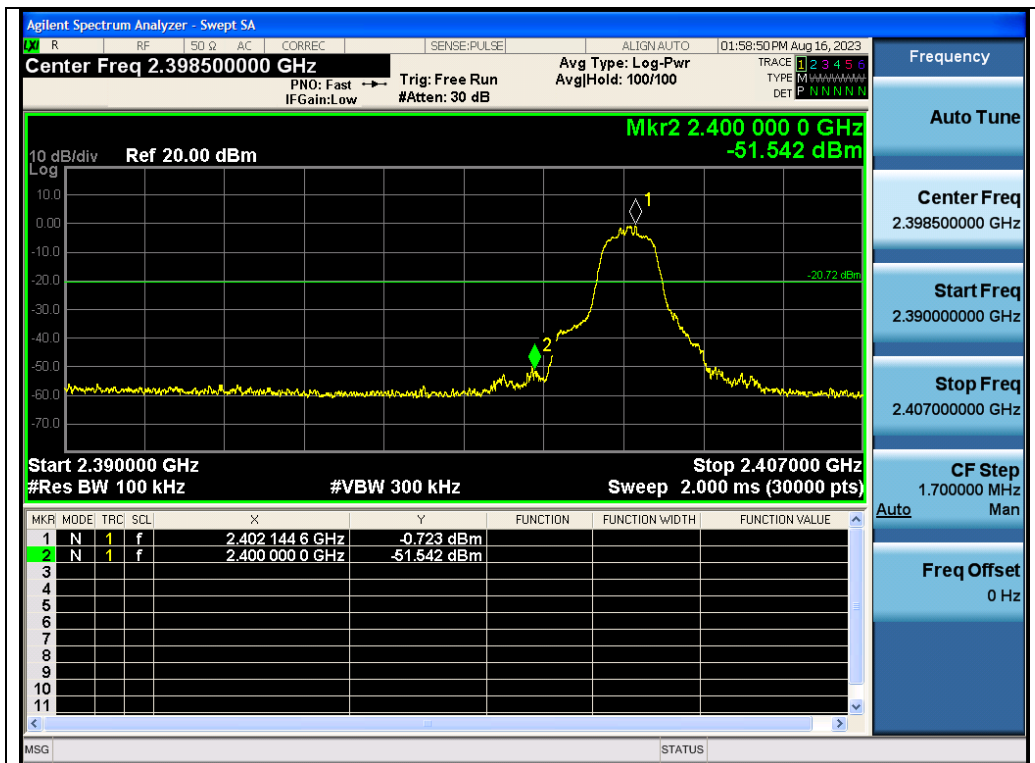 Agilent Spectrum Analyzer - Swept SA
LXI R RF 50 Ω AC CORREC SENSE:PULSE ALIGN AUTO 01:58:50 PM Aug 16, 2023
Center Freq 2.398500000 GHz
PNO: Fast
IFGain:Low
Trig: Free Run
#Atten: 30 dB
Avg Type: Log-Pwr
Avg|Hold: 100/100
TRACE 1 2 3 4 5 6
TYPE M
DET P N N N N N
Mkr2 2.400 000 0 GHz
-51.542 dBm
10 dB/div
Log
Ref 20.00 dBm
10.0
0.00
-10.0
-20.0
-30.0
-40.0
-50.0
-60.0
-70.0
1
-20.72 dBm
2
Start 2.390000 GHz
Stop 2.407000 GHz
#Res BW 100 kHz
#VBW 300 kHz
Sweep 2.000 ms (30000 pts)
MKR MODE TRC SCL X Y FUNCTION FUNCTION WIDTH FUNCTION VALUE
1 N 1 f 2.402 144 6 GHz -0.723 dBm
2 N 1 f 2.400 000 0 GHz -51.542 dBm
3
4
5
6
7
8
9
10
11
MSG
STATUS
Frequency
Auto Tune
Center Freq
2.398500000 GHz
Start Freq
2.390000000 GHz
Stop Freq
2.407000000 GHz
CF Step
1.700000 MHz
Auto Man
Freq Offset
0 Hz